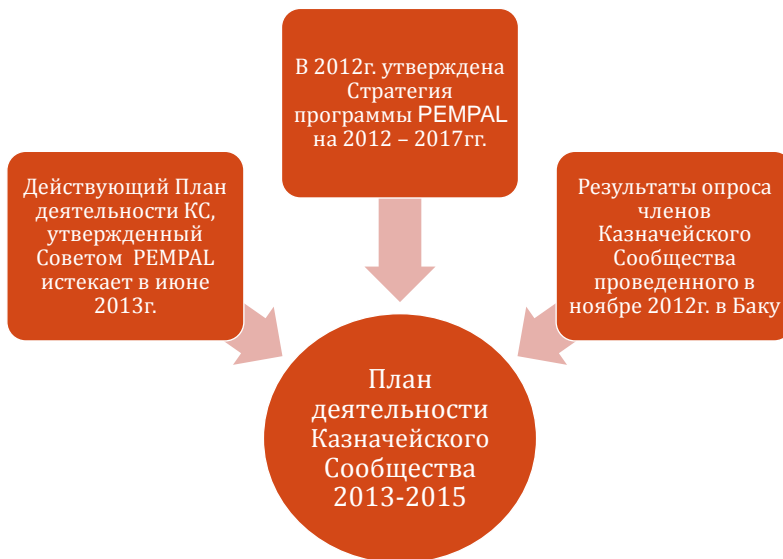 В 2012г. утверждена
Стратегия
программы PEMPAL
на 2012 – 2017гг.
Действующий План
деятельности КС,
утвержденный
Советом PEMPAL
истекает в июне
2013г.
Результаты опроса
членов
Казначейского
Сообщества
проведенного в
ноябре 2012г. в Баку
План
деятельности
Казначейского
Сообщества
2013-2015